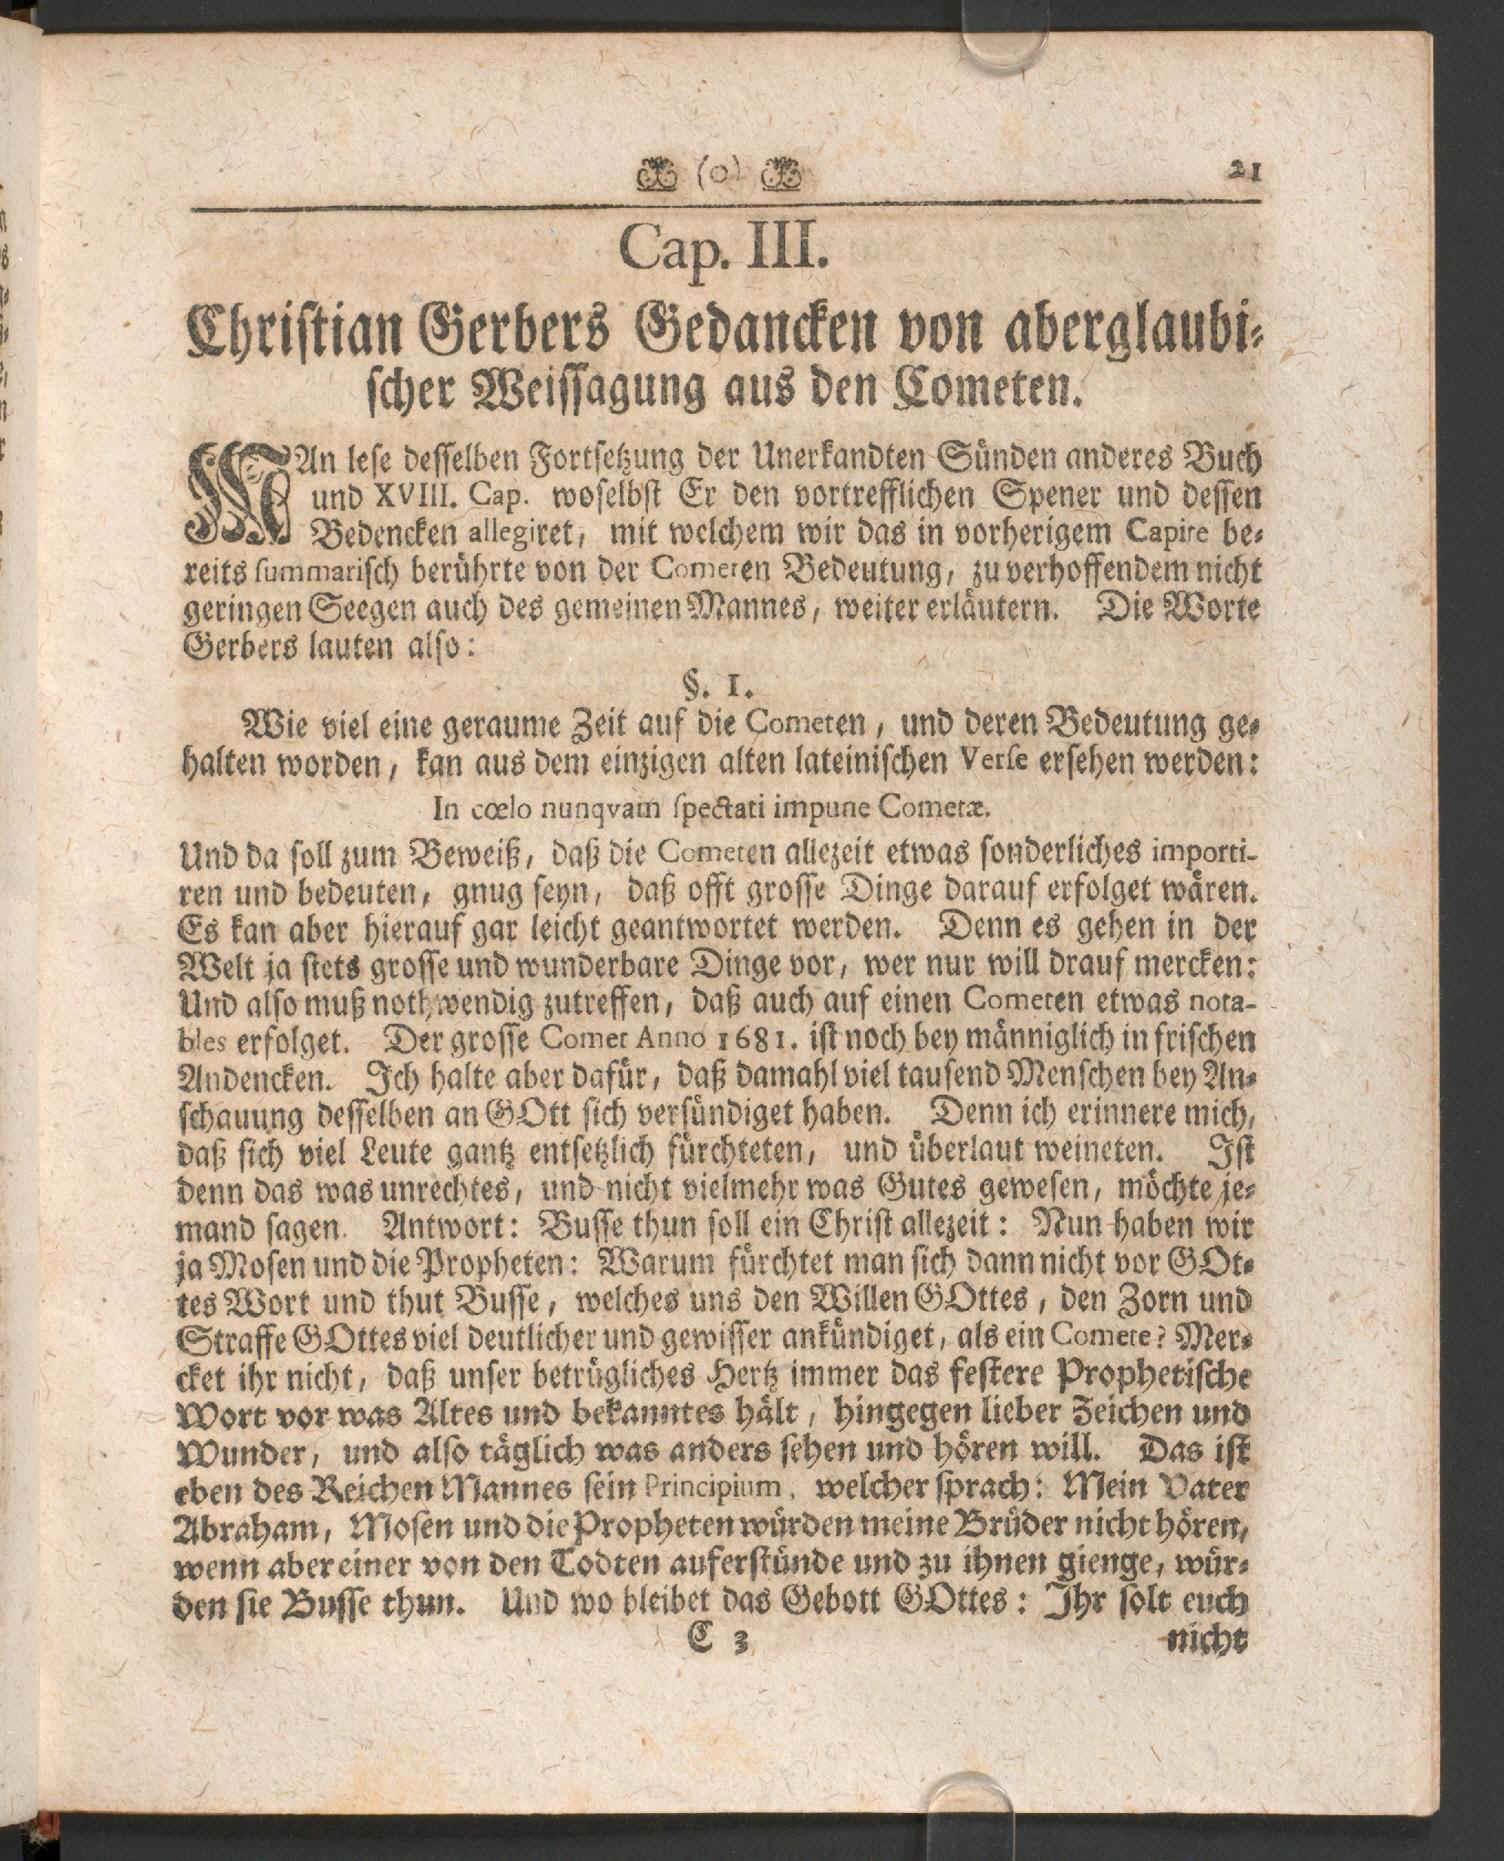 (o) 21
Cap. III.
Christian Gerbers Gedancken von aberglaubi-
scher Weissagung aus den Cometen.
MAn lese desselben Fortsetzung der Unerkandten Sünden anderes Buch
und XVIII. Cap. woselbst Er den vortrefflichen Spener und dessen
Bedencken allegiret, mit welchem wir das in vorherigem Capite be-
reits summarisch berührte von der Cometen Bedeutung, zu verhoffendem nicht
geringen Seegen auch des gemeinen Mannes, weiter erläutern. Die Worte
Gerbers lauten also:
§. 1.
Wie viel eine geraume Zeit auf die Cometen, und deren Bedeutung ge-
halten worden, kan aus dem einzigen alten lateinischen Verse ersehen werden:
In cœlo nunqvam spectati impune Cometæ.
Und da soll zum Beweiß, daß die Cometen allezeit etwas sonderliches importi-
ren und bedeuten, gnug seyn, daß offt grosse Dinge darauf erfolget wären.
Es kan aber hierauf gar leicht geantwortet werden. Denn es gehen in der
Welt ja stets grosse und wunderbare Dinge vor, wer nur will drauf mercken:
Und also muß nothwendig zutreffen, daß auch auf einen Cometen etwas nota-
bles erfolget. Der grosse Comet Anno 1681. ist noch bey männiglich in frischen
Andencken. Ich halte aber dafür, daß damahl viel tausend Menschen bey An-
schauung desselben an GOtt sich versündiget haben. Denn ich erinnere mich,
daß sich viel Leute gantz entsetzlich fürchteten, und überlaut weineten. Ist
denn das was unrechtes, und nicht vielmehr was Gutes gewesen, möchte je-
mand sagen. Antwort: Busse thun soll ein Christ allezeit: Nun haben wir
ja Mosen und die Propheten: Warum fürchtet man sich dann nicht vor GOt-
tes Wort und thut Busse, welches uns den Willen GOttes, den Zorn und
Straffe GOttes viel deutlicher und gewisser ankündiget, als ein Comete? Mer-
cket ihr nicht, daß unser betrügliches Hertz immer das festere Prophetische
Wort vor was Altes und bekanntes hält, hingegen lieber Zeichen und
Wunder, und also täglich was anders sehen und hören will. Das ist
eben des Reichen Mannes sein Principium, welcher sprach: Mein Vater
Abraham, Mosen und die Propheten würden meine Brüder nicht hören,
wenn aber einer von den Todten auferstünde und zu ihnen gienge, wür-
den sie Busse thun. Und wo bleibet das Gebott GOttes: Ihr solt euch
C 3 nicht